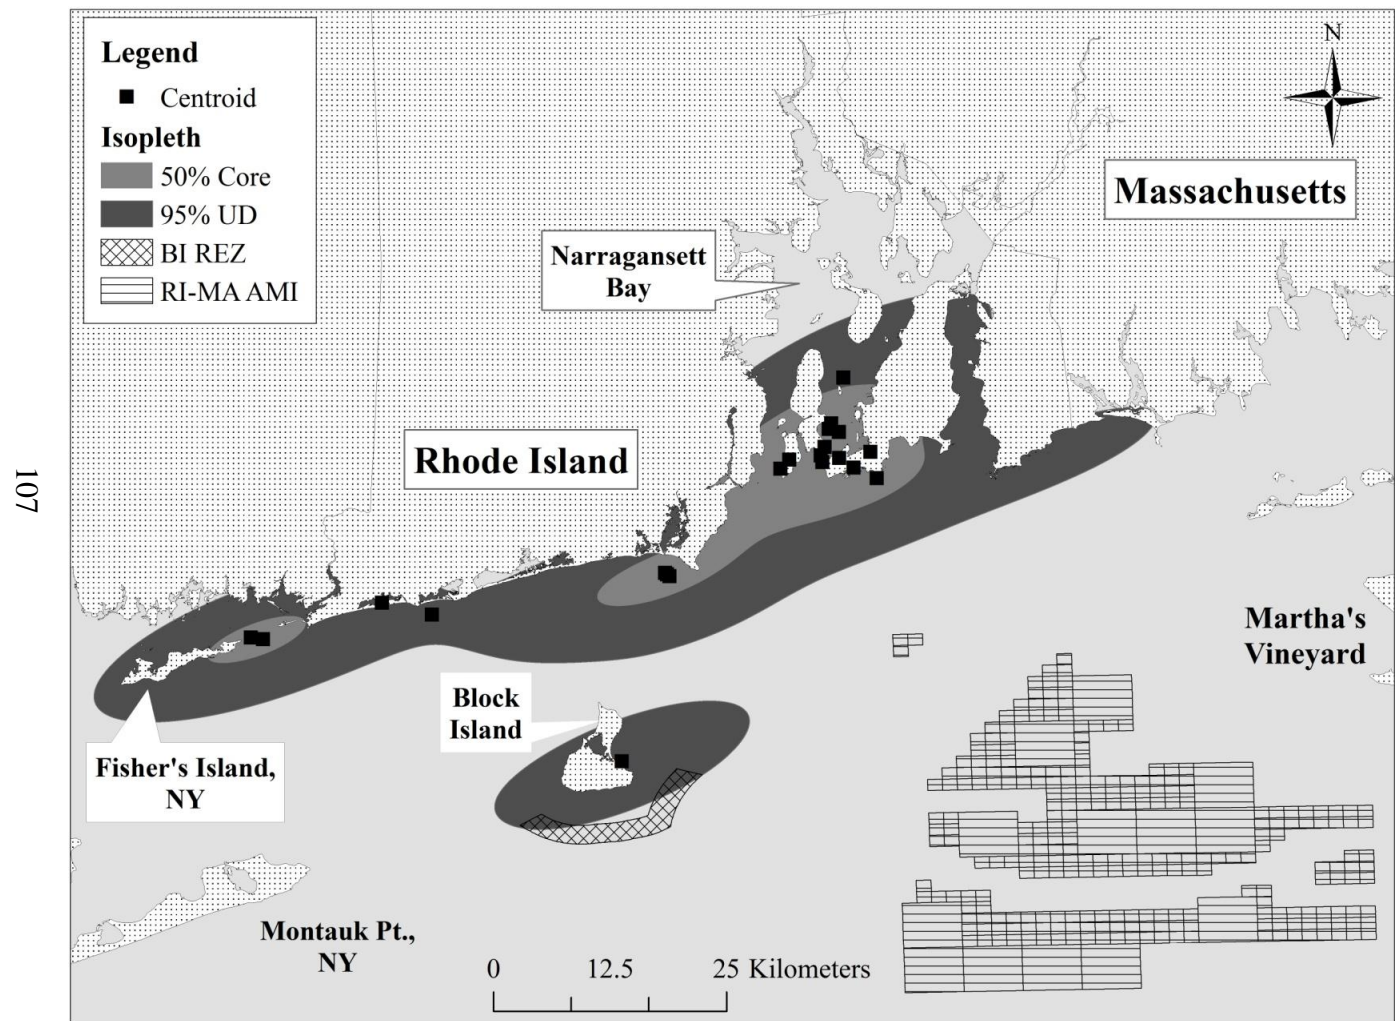 Legend
Centroid
Isopleth
50% Core
95% UD
BI REZ
RI-MA AMI
N
Massachusetts
Narragansett
Bay
Rhode Island
107
Martha's
Vineyard
Block
Island
Fisher's Island,
NY
Montauk Pt.,
NY
0 12.5 25 Kilometers